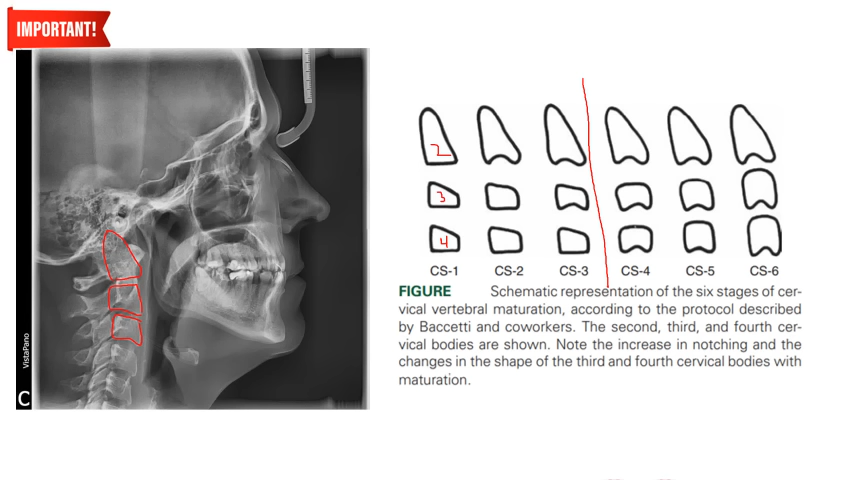 IMPORTANT!
2
3
4
CS-1 CS-2 CS-3 CS-4 CS-5 CS-6
FIGURE Schematic representation of the six stages of cer-
vical vertebral maturation, according to the protocol described
by Baccetti and coworkers. The second, third, and fourth cer-
vical bodies are shown. Note the increase in notching and the
changes in the shape of the third and fourth cervical bodies with
maturation.
VistaPano
C